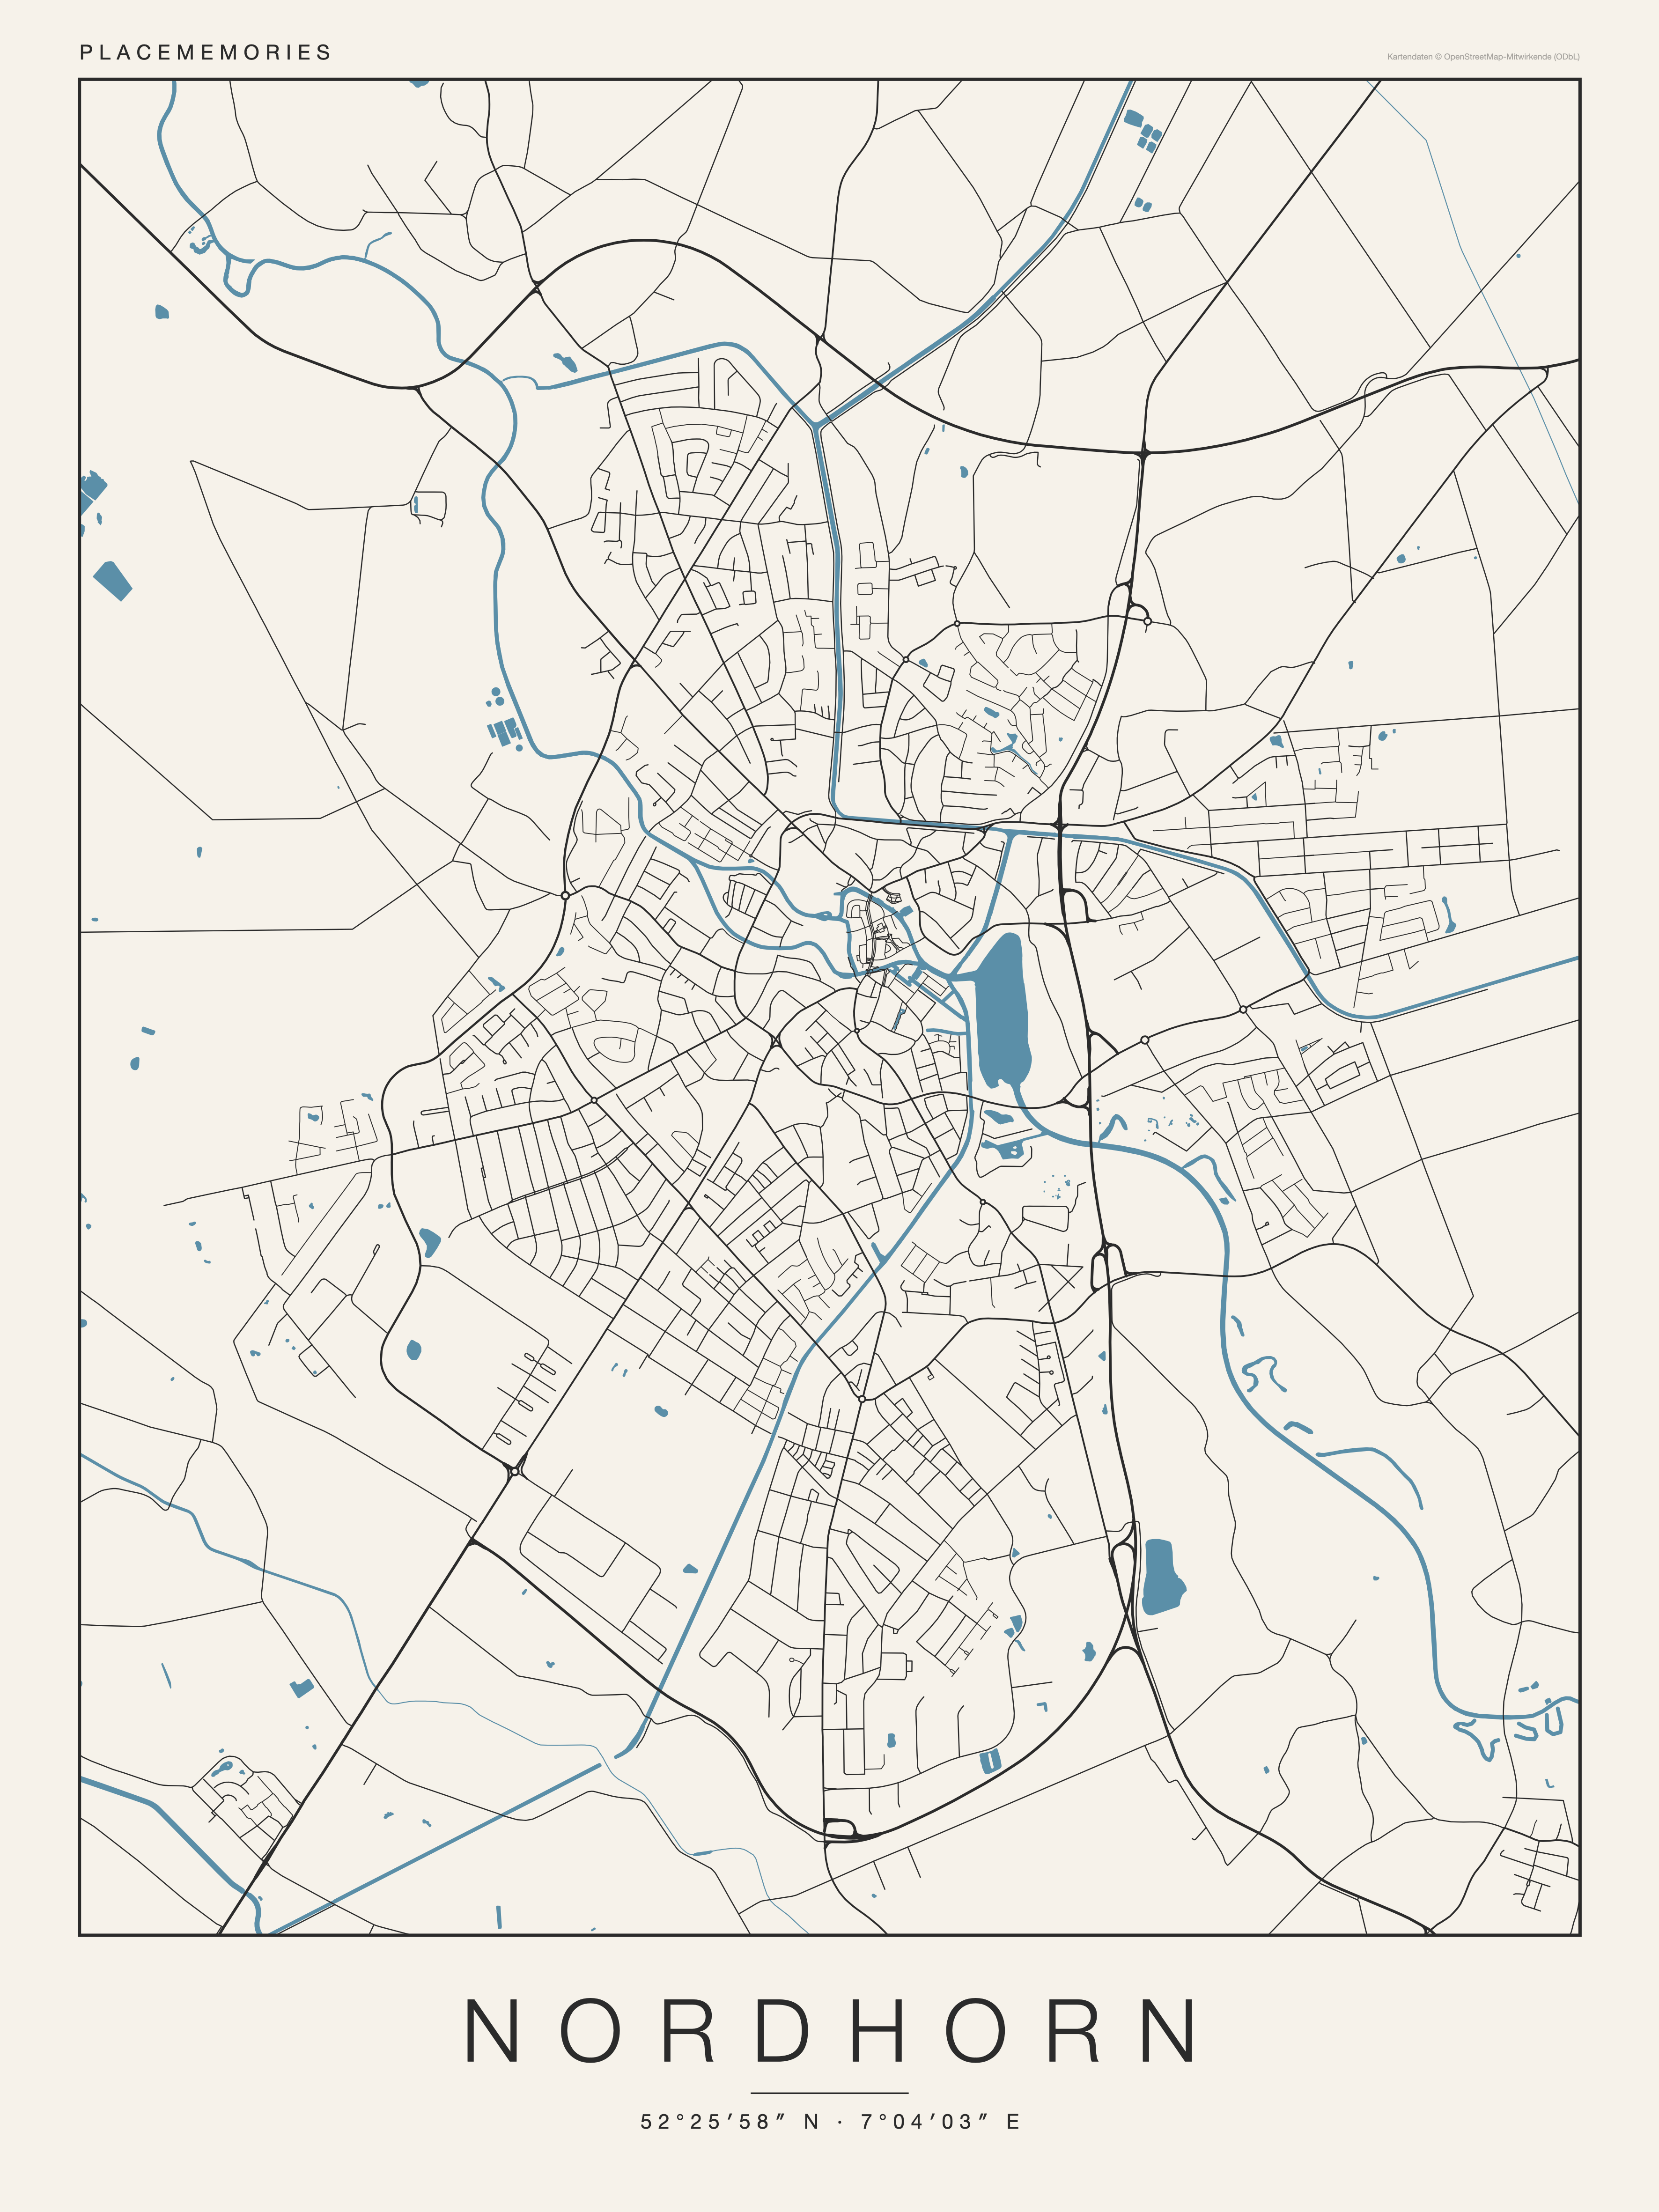 PLACEMEMORIES
Kartendaten © OpenStreetMap-Mitwirkende (ODbL)
NORDHORN
52°25′58″ N · 7°04′03″ E